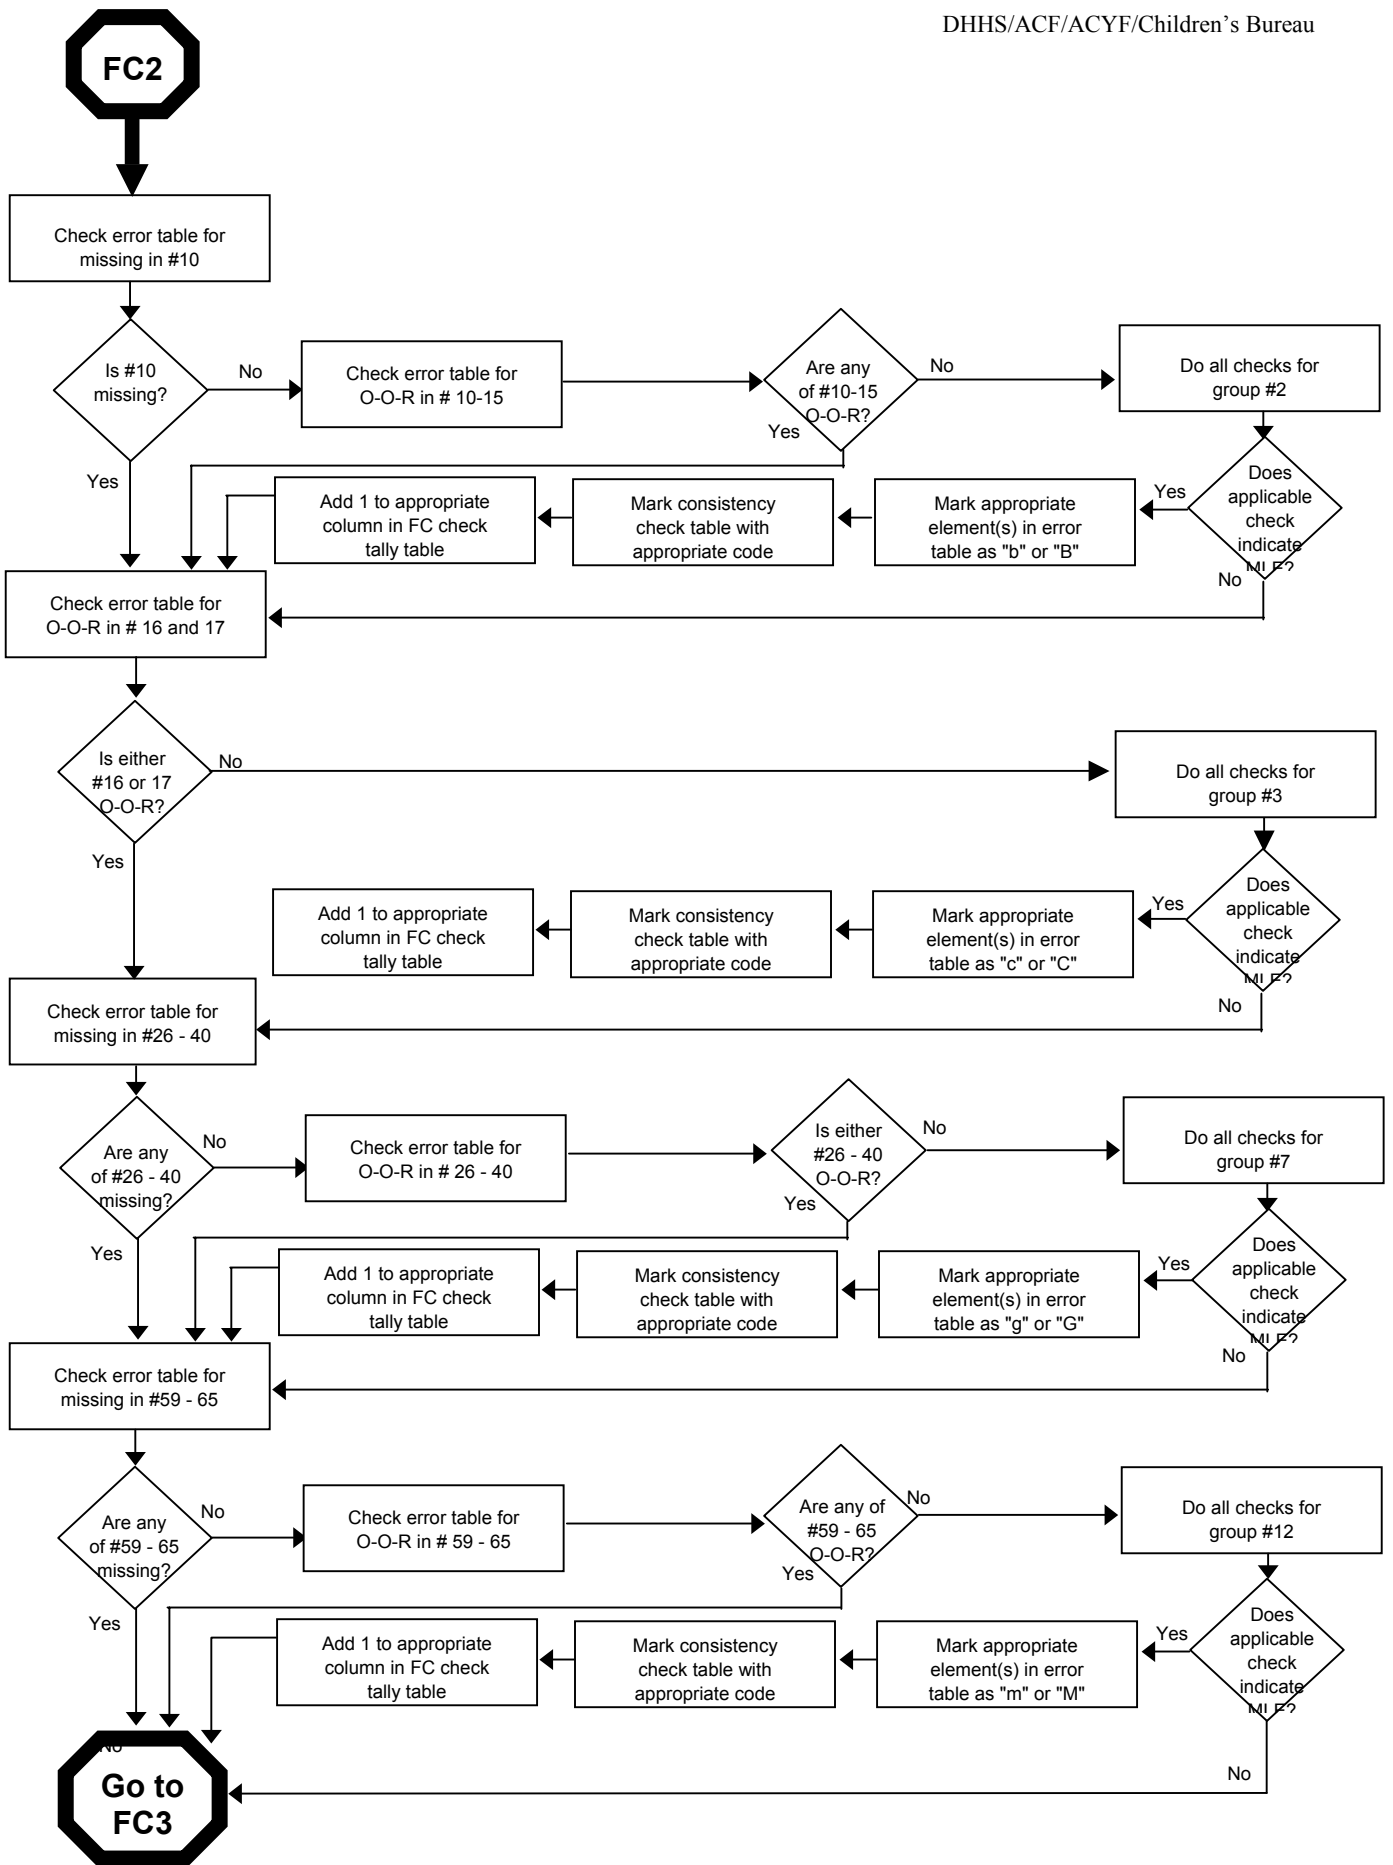 DHHS/ACF/ACYF/Children’s Bureau
FC2
Check error table for
missing in #10
Is #10
missing?
No
Yes
Check error table for
O-O-R in # 10-15
Are any
of #10-15
O-O-R?
No
Yes
Do all checks for
group #2
Does
applicable
check
indicate
MLF?
Yes
No
Mark appropriate
element(s) in error
table as "b" or "B"
Mark consistency
check table with
appropriate code
Add 1 to appropriate
column in FC check
tally table
Check error table for
O-O-R in # 16 and 17
Is either
#16 or 17
O-O-R?
No
Yes
Do all checks for
group #3
Does
applicable
check
indicate
MLF?
Yes
No
Mark appropriate
element(s) in error
table as "c" or "C"
Mark consistency
check table with
appropriate code
Add 1 to appropriate
column in FC check
tally table
Check error table for
missing in #26 - 40
Are any
of #26 - 40
missing?
No
Yes
Check error table for
O-O-R in # 26 - 40
Is either
#26 - 40
O-O-R?
No
Yes
Do all checks for
group #7
Does
applicable
check
indicate
MLF?
Yes
No
Mark appropriate
element(s) in error
table as "g" or "G"
Mark consistency
check table with
appropriate code
Add 1 to appropriate
column in FC check
tally table
Check error table for
missing in #59 - 65
Are any
of #59 - 65
missing?
No
Yes
Check error table for
O-O-R in # 59 - 65
Are any of
#59 - 65
O-O-R?
No
Yes
Do all checks for
group #12
Does
applicable
check
indicate
MLF?
Yes
No
Mark appropriate
element(s) in error
table as "m" or "M"
Mark consistency
check table with
appropriate code
Add 1 to appropriate
column in FC check
tally table
No
Go to
FC3